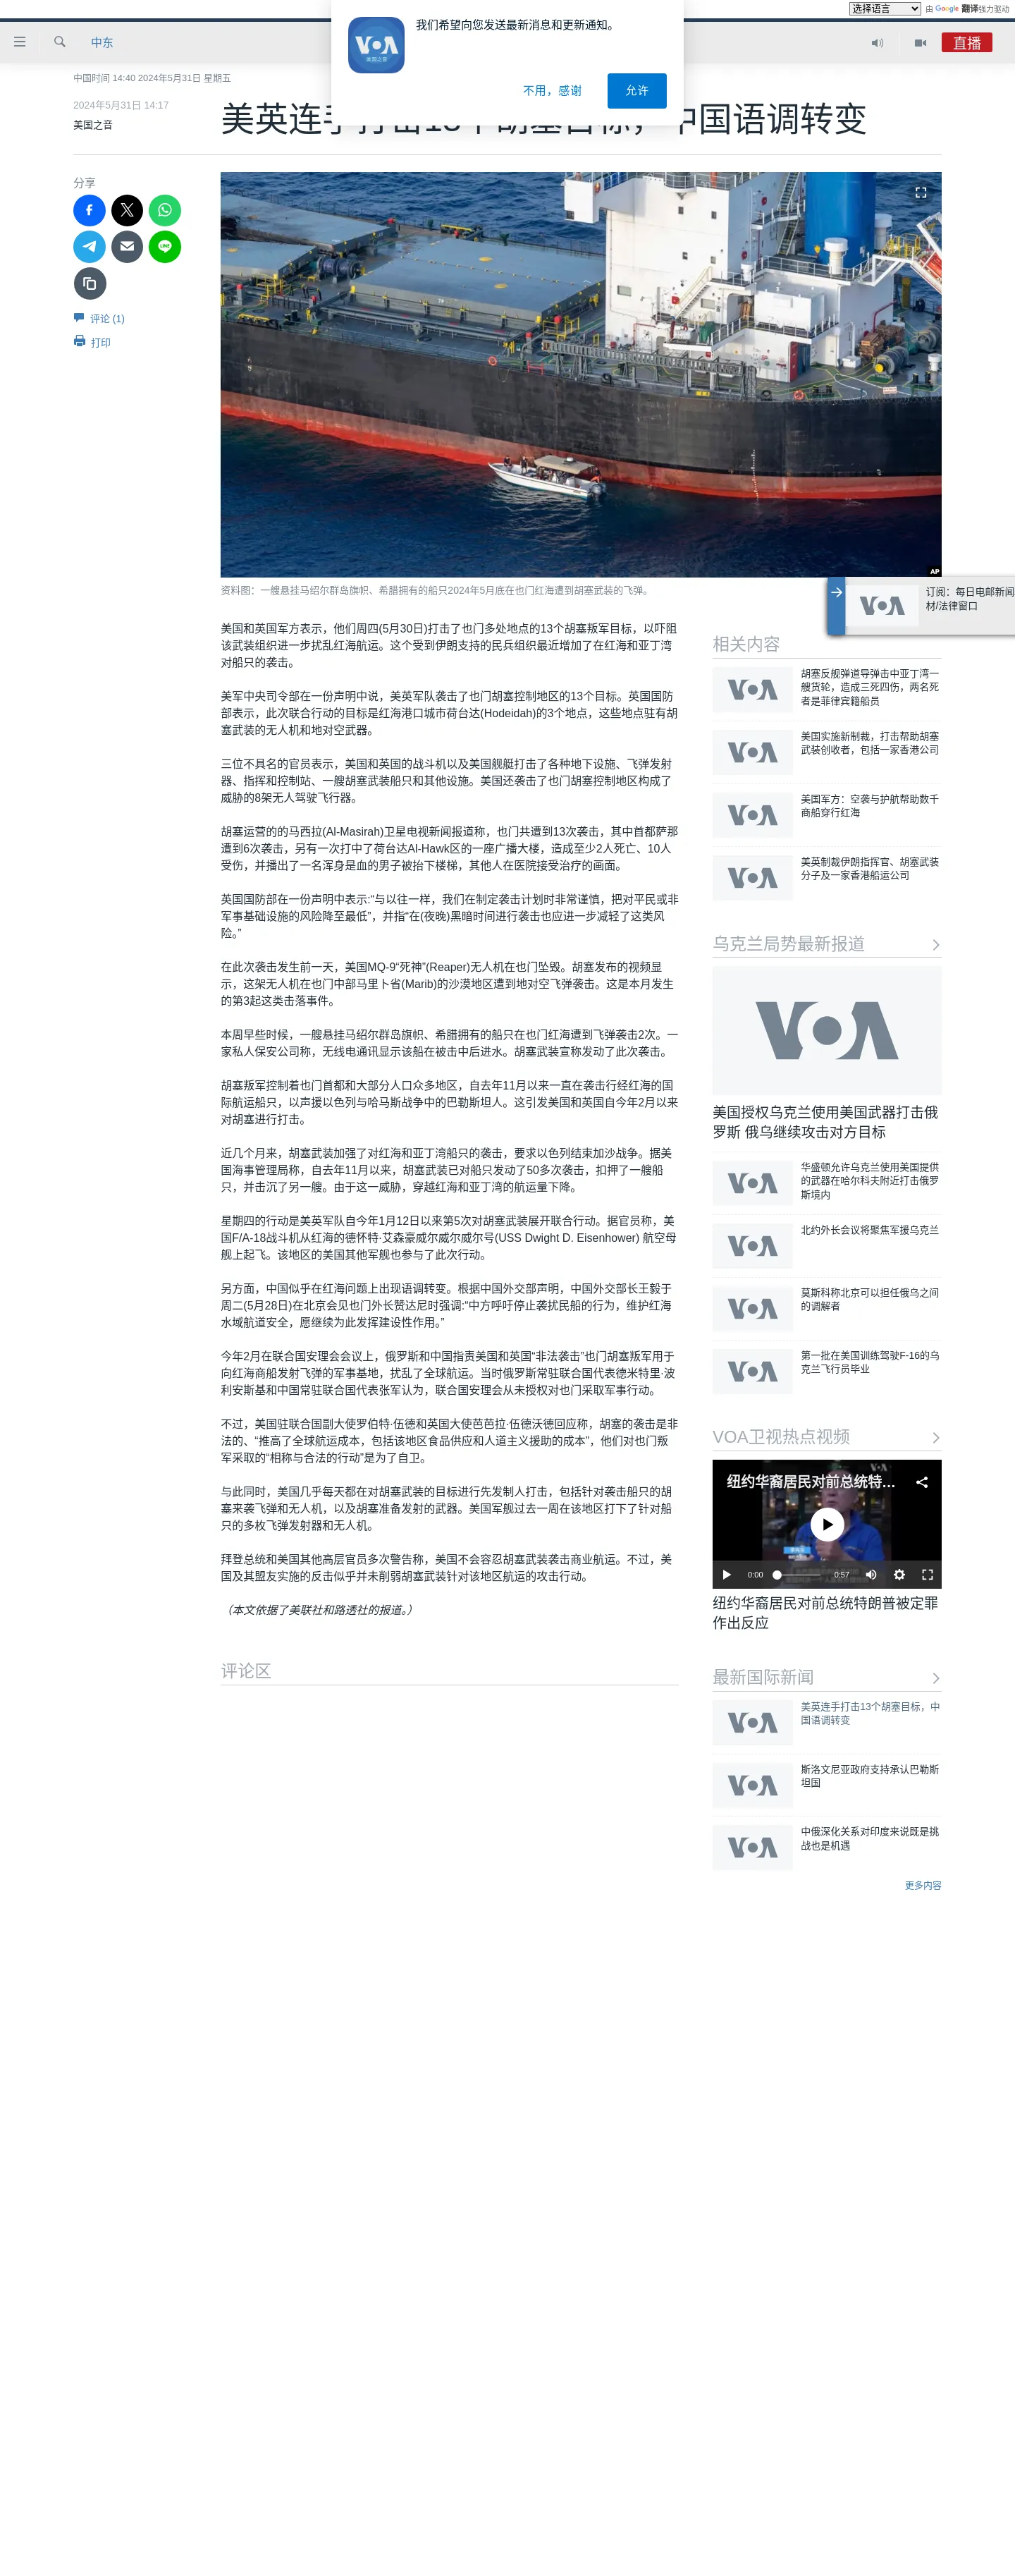 选择语言 由 Google 翻译强力驱动
中东
直播
VOA
美国之音
我们希望向您发送最新消息和更新通知。
不用，感谢
允许
中国时间 14:40 2024年5月31日 星期五
2024年5月31日 14:17
美国之音
美英连手打击13个胡塞目标，中国语调转变
分享
评论 (1)
打印
AP
资料图：一艘悬挂马绍尔群岛旗帜、希腊拥有的船只2024年5月底在也门红海遭到胡塞武装的飞弹。
美国和英国军方表示，他们周四(5月30日)打击了也门多处地点的13个胡塞叛军目标，以吓阻
该武装组织进一步扰乱红海航运。这个受到伊朗支持的民兵组织最近增加了在红海和亚丁湾
对船只的袭击。
美军中央司令部在一份声明中说，美英军队袭击了也门胡塞控制地区的13个目标。英国国防
部表示，此次联合行动的目标是红海港口城市荷台达(Hodeidah)的3个地点，这些地点驻有胡
塞武装的无人机和地对空武器。
三位不具名的官员表示，美国和英国的战斗机以及美国舰艇打击了各种地下设施、飞弹发射
器、指挥和控制站、一艘胡塞武装船只和其他设施。美国还袭击了也门胡塞控制地区构成了
威胁的8架无人驾驶飞行器。
胡塞运营的的马西拉(Al-Masirah)卫星电视新闻报道称，也门共遭到13次袭击，其中首都萨那
遭到6次袭击，另有一次打中了荷台达Al-Hawk区的一座广播大楼，造成至少2人死亡、10人
受伤，并播出了一名浑身是血的男子被抬下楼梯，其他人在医院接受治疗的画面。
英国国防部在一份声明中表示:“与以往一样，我们在制定袭击计划时非常谨慎，把对平民或非
军事基础设施的风险降至最低”，并指“在(夜晚)黑暗时间进行袭击也应进一步减轻了这类风
险。”
在此次袭击发生前一天，美国MQ-9“死神”(Reaper)无人机在也门坠毁。胡塞发布的视频显
示，这架无人机在也门中部马里卜省(Marib)的沙漠地区遭到地对空飞弹袭击。这是本月发生
的第3起这类击落事件。
本周早些时候，一艘悬挂马绍尔群岛旗帜、希腊拥有的船只在也门红海遭到飞弹袭击2次。一
家私人保安公司称，无线电通讯显示该船在被击中后进水。胡塞武装宣称发动了此次袭击。
胡塞叛军控制着也门首都和大部分人口众多地区，自去年11月以来一直在袭击行经红海的国
际航运船只，以声援以色列与哈马斯战争中的巴勒斯坦人。这引发美国和英国自今年2月以来
对胡塞进行打击。
近几个月来，胡塞武装加强了对红海和亚丁湾船只的袭击，要求以色列结束加沙战争。据美
国海事管理局称，自去年11月以来，胡塞武装已对船只发动了50多次袭击，扣押了一艘船
只，并击沉了另一艘。由于这一威胁，穿越红海和亚丁湾的航运量下降。
星期四的行动是美英军队自今年1月12日以来第5次对胡塞武装展开联合行动。据官员称，美
国F/A-18战斗机从红海的德怀特·艾森豪威尔威尔威尔号(USS Dwight D. Eisenhower) 航空母
舰上起飞。该地区的美国其他军舰也参与了此次行动。
另方面，中国似乎在红海问题上出现语调转变。根据中国外交部声明，中国外交部长王毅于
周二(5月28日)在北京会见也门外长赞达尼时强调:“中方呼吁停止袭扰民船的行为，维护红海
水域航道安全，愿继续为此发挥建设性作用。”
今年2月在联合国安理会会议上，俄罗斯和中国指责美国和英国“非法袭击”也门胡塞叛军用于
向红海商船发射飞弹的军事基地，扰乱了全球航运。当时俄罗斯常驻联合国代表德米特里·波
利安斯基和中国常驻联合国代表张军认为，联合国安理会从未授权对也门采取军事行动。
不过，美国驻联合国副大使罗伯特·伍德和英国大使芭芭拉·伍德沃德回应称，胡塞的袭击是非
法的、“推高了全球航运成本，包括该地区食品供应和人道主义援助的成本”，他们对也门叛
军采取的“相称与合法的行动”是为了自卫。
与此同时，美国几乎每天都在对胡塞武装的目标进行先发制人打击，包括针对袭击船只的胡
塞来袭飞弹和无人机，以及胡塞准备发射的武器。美国军舰过去一周在该地区打下了针对船
只的多枚飞弹发射器和无人机。
拜登总统和美国其他高层官员多次警告称，美国不会容忍胡塞武装袭击商业航运。不过，美
国及其盟友实施的反击似乎并未削弱胡塞武装针对该地区航运的攻击行动。
（本文依据了美联社和路透社的报道。）
评论区
VOA
订阅：每日电邮新闻
材/法律窗口
相关内容
VOA
胡塞反舰弹道导弹击中亚丁湾一
艘货轮，造成三死四伤，两名死
者是菲律宾籍船员
VOA
美国实施新制裁，打击帮助胡塞
武装创收者，包括一家香港公司
VOA
美国军方：空袭与护航帮助数千
商船穿行红海
VOA
美英制裁伊朗指挥官、胡塞武装
分子及一家香港船运公司
乌克兰局势最新报道
VOA
美国授权乌克兰使用美国武器打击俄
罗斯 俄乌继续攻击对方目标
VOA
华盛顿允许乌克兰使用美国提供
的武器在哈尔科夫附近打击俄罗
斯境内
VOA
北约外长会议将聚焦军援乌克兰
VOA
莫斯科称北京可以担任俄乌之间
的调解者
VOA
第一批在美国训练驾驶F-16的乌
克兰飞行员毕业
VOA卫视热点视频
纽约华裔居民对前总统特…
0:00
0:57
纽约华裔居民对前总统特朗普被定罪
作出反应
最新国际新闻
VOA
美英连手打击13个胡塞目标，中
国语调转变
VOA
斯洛文尼亚政府支持承认巴勒斯
坦国
VOA
中俄深化关系对印度来说既是挑
战也是机遇
更多内容